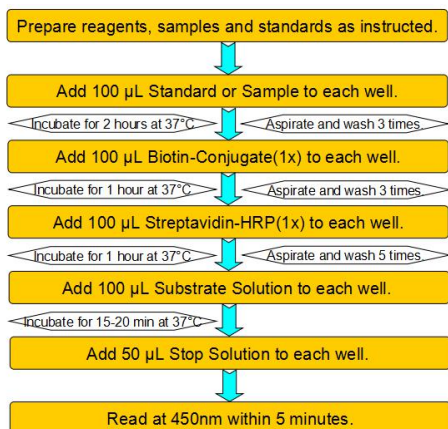 Prepare reagents, samples and standards as instructed.
Add 100 µL Standard or Sample to each well.
Incubate for 2 hours at 37°C
Aspirate and wash 3 times.
Add 100 µL Biotin-Conjugate(1x) to each well.
Incubate for 1 hour at 37°C
Aspirate and wash 3 times.
Add 100 µL Streptavidin-HRP(1x) to each well.
Incubate for 1 hour at 37°C
Aspirate and wash 5 times.
Add 100 µL Substrate Solution to each well.
Incubate for 15-20 min at 37°C
Add 50 µL Stop Solution to each well.
Read at 450nm within 5 minutes.